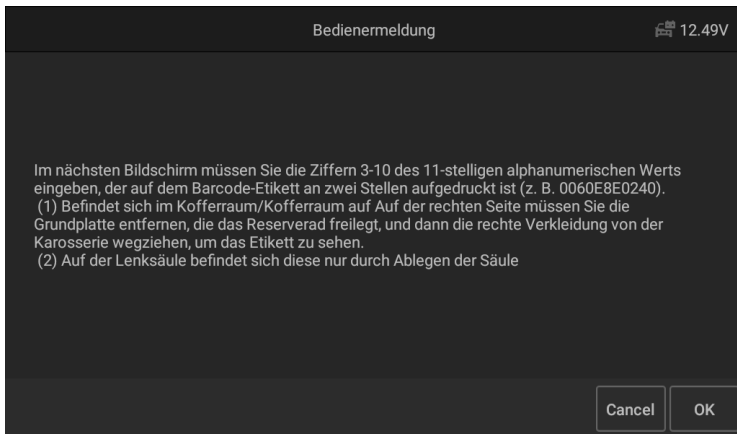 Bedienermeldung
12.49V
Im nächsten Bildschirm müssen Sie die Ziffern 3-10 des 11-stelligen alphanumerischen Werts
eingeben, der auf dem Barcode-Etikett an zwei Stellen aufgedruckt ist (z. B. 0060E8E0240).
(1) Befindet sich im Kofferraum/Kofferraum auf Auf der rechten Seite müssen Sie die
Grundplatte entfernen, die das Reserverad freilegt, und dann die rechte Verkleidung von der
Karosserie wegziehen, um das Etikett zu sehen.
(2) Auf der Lenksäule befindet sich diese nur durch Ablegen der Säule
Cancel
OK